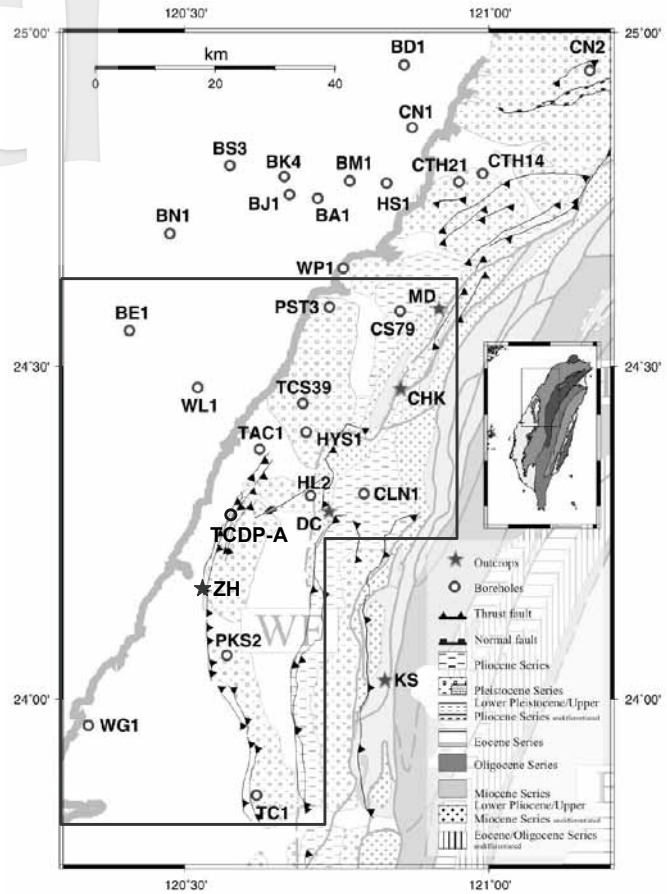 120°30' 121°00'
25°00' 25°00'
km
0 20 40
BD1
CN2
CN1
BS3
BK4
BM1
CTH21
CTH14
BJ1
BA1
HS1
BN1
WP1
PST3
MD
CS79
BE1
24°30' 24°30'
WL1
TCS39
CHK
TAC1
HYS1
HL2
CLN1
DC
TCDP-A
ZH
WE
PKS2
KS
24°00' 24°00'
WG1
TC1
Outcrops
Boreholes
Thrust fault
Normal fault
Pliocene Series
Pleistocene Series
Lower Pleistocene/Upper
Pliocene Series undifferentiated
Eocene Series
Oligocene Series
Miocene Series
Lower Pliocene/Upper
Miocene Series undifferentiated
Eocene/Oligocene Series
undifferentiated
120°30' 121°00'